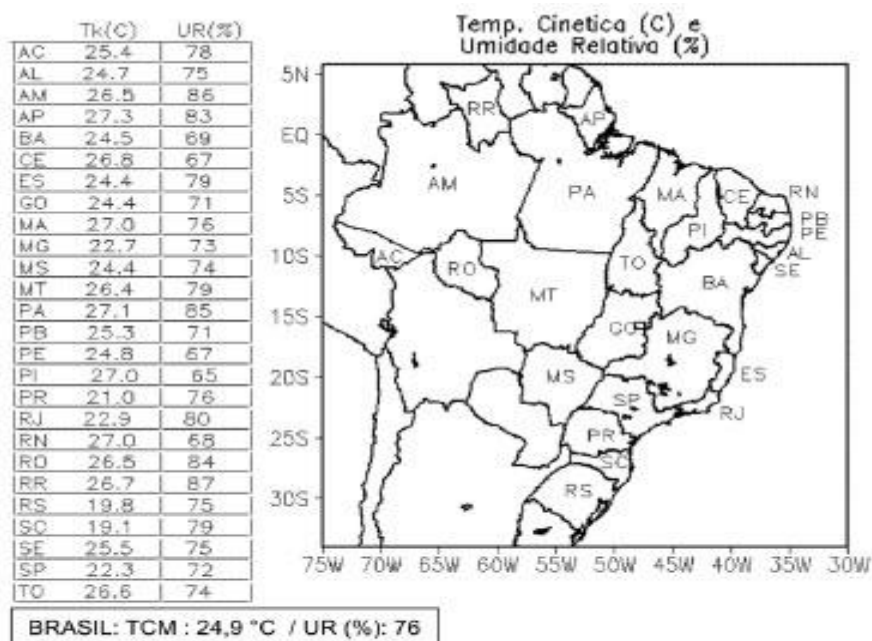 Tk(C) UR(%)
AC 25.4 78
AL 24.7 75
AM 26.5 86
AP 27.3 83
BA 24.5 69
CE 26.8 67
ES 24.4 79
GO 24.4 71
MA 27.0 76
MG 22.7 73
MS 24.4 74
MT 26.4 79
PA 27.1 85
PB 25.3 71
PE 24.8 67
PI 27.0 65
PR 21.0 76
RJ 22.9 80
RN 27.0 68
RO 26.5 84
RR 26.7 87
RS 19.8 75
SC 19.1 79
SE 25.5 75
SP 22.3 72
TO 26.6 74
Temp. Cinetica (C) e
Umidade Relativa (%)
5N
EQ
5S
10S
15S
20S
25S
30S
RR
AP
AM
PA
MA
CE
RN
PB
PE
PI
AL
SE
AC
RO
TO
BA
MT
GO
MG
ES
MS
SP
RJ
PR
SC
RS
75W 70W 65W 60W 55W 50W 45W 40W 35W 30W
BRASIL: TCM : 24,9 °C / UR (%): 76